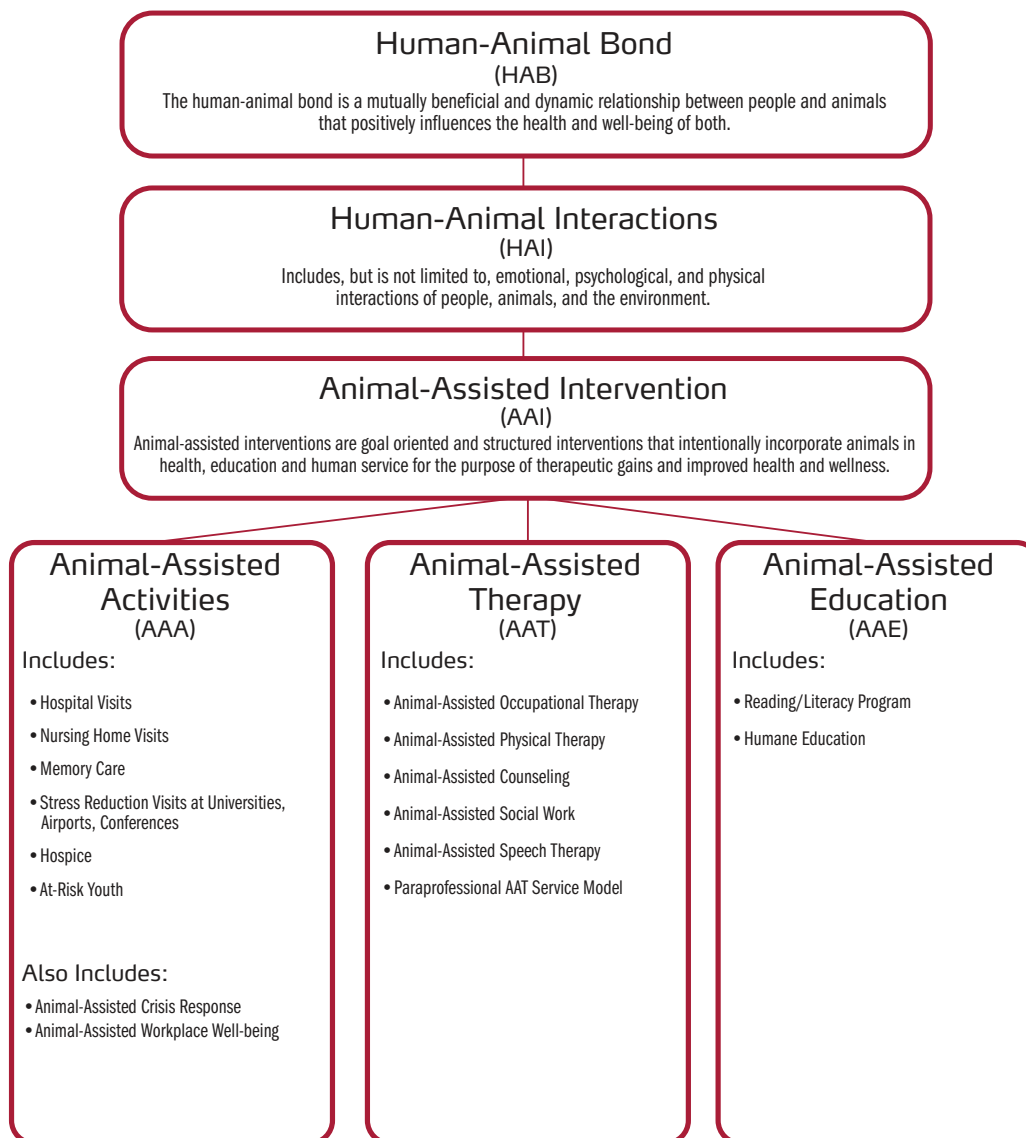 Human-Animal Bond
(HAB)
The human-animal bond is a mutually beneficial and dynamic relationship between people and animals
that positively influences the health and well-being of both.
Human-Animal Interactions
(HAI)
Includes, but is not limited to, emotional, psychological, and physical
interactions of people, animals, and the environment.
Animal-Assisted Intervention
(AAI)
Animal-assisted interventions are goal oriented and structured interventions that intentionally incorporate animals in
health, education and human service for the purpose of therapeutic gains and improved health and wellness.
Animal-Assisted
Activities
(AAA)
Includes:
• Hospital Visits
• Nursing Home Visits
• Memory Care
• Stress Reduction Visits at Universities,
Airports, Conferences
• Hospice
• At-Risk Youth
Also Includes:
• Animal-Assisted Crisis Response
• Animal-Assisted Workplace Well-being
Animal-Assisted
Therapy
(AAT)
Includes:
• Animal-Assisted Occupational Therapy
• Animal-Assisted Physical Therapy
• Animal-Assisted Counseling
• Animal-Assisted Social Work
• Animal-Assisted Speech Therapy
• Paraprofessional AAT Service Model
Animal-Assisted
Education
(AAE)
Includes:
• Reading/Literacy Program
• Humane Education